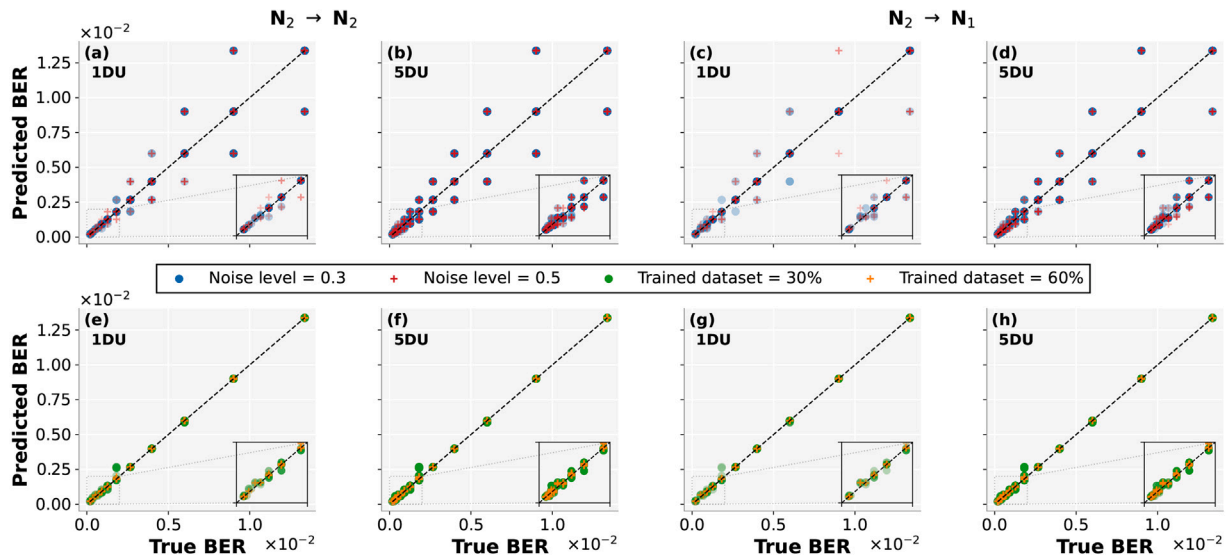 N₂ → N₂ N₂ → N₁
×10⁻²
(a) 1DU
(b) 5DU
(c) 1DU
(d) 5DU
Predicted BER
1.25
1.00
0.75
0.50
0.25
0.00
Noise level = 0.3 Noise level = 0.5 Trained dataset = 30% Trained dataset = 60%
×10⁻²
(e) 1DU
(f) 5DU
(g) 1DU
(h) 5DU
Predicted BER
1.25
1.00
0.75
0.50
0.25
0.00
0.0 0.5 1.0 0.0 0.5 1.0 0.0 0.5 1.0 0.0 0.5 1.0
True BER ×10⁻² True BER ×10⁻² True BER ×10⁻² True BER ×10⁻²